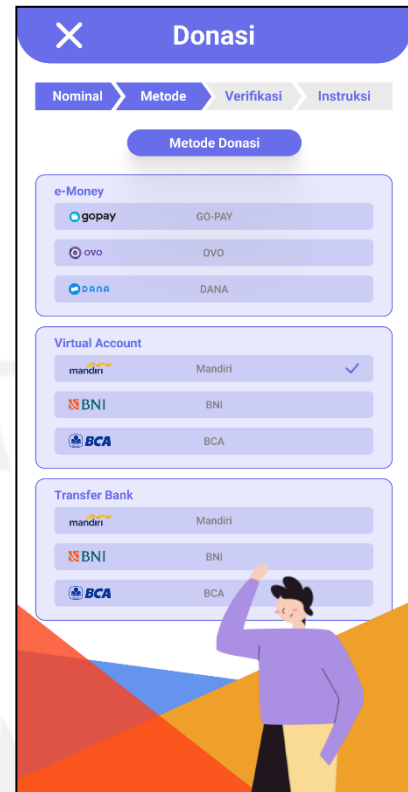 Donasi
Nominal Metode Verifikasi Instruksi
Metode Donasi
e-Money
gopay GO-PAY
OVO OVO
DANA DANA
Virtual Account
mandiri Mandiri
BNI BNI
BCA BCA
Transfer Bank
mandiri Mandiri
BNI BNI
BCA BCA